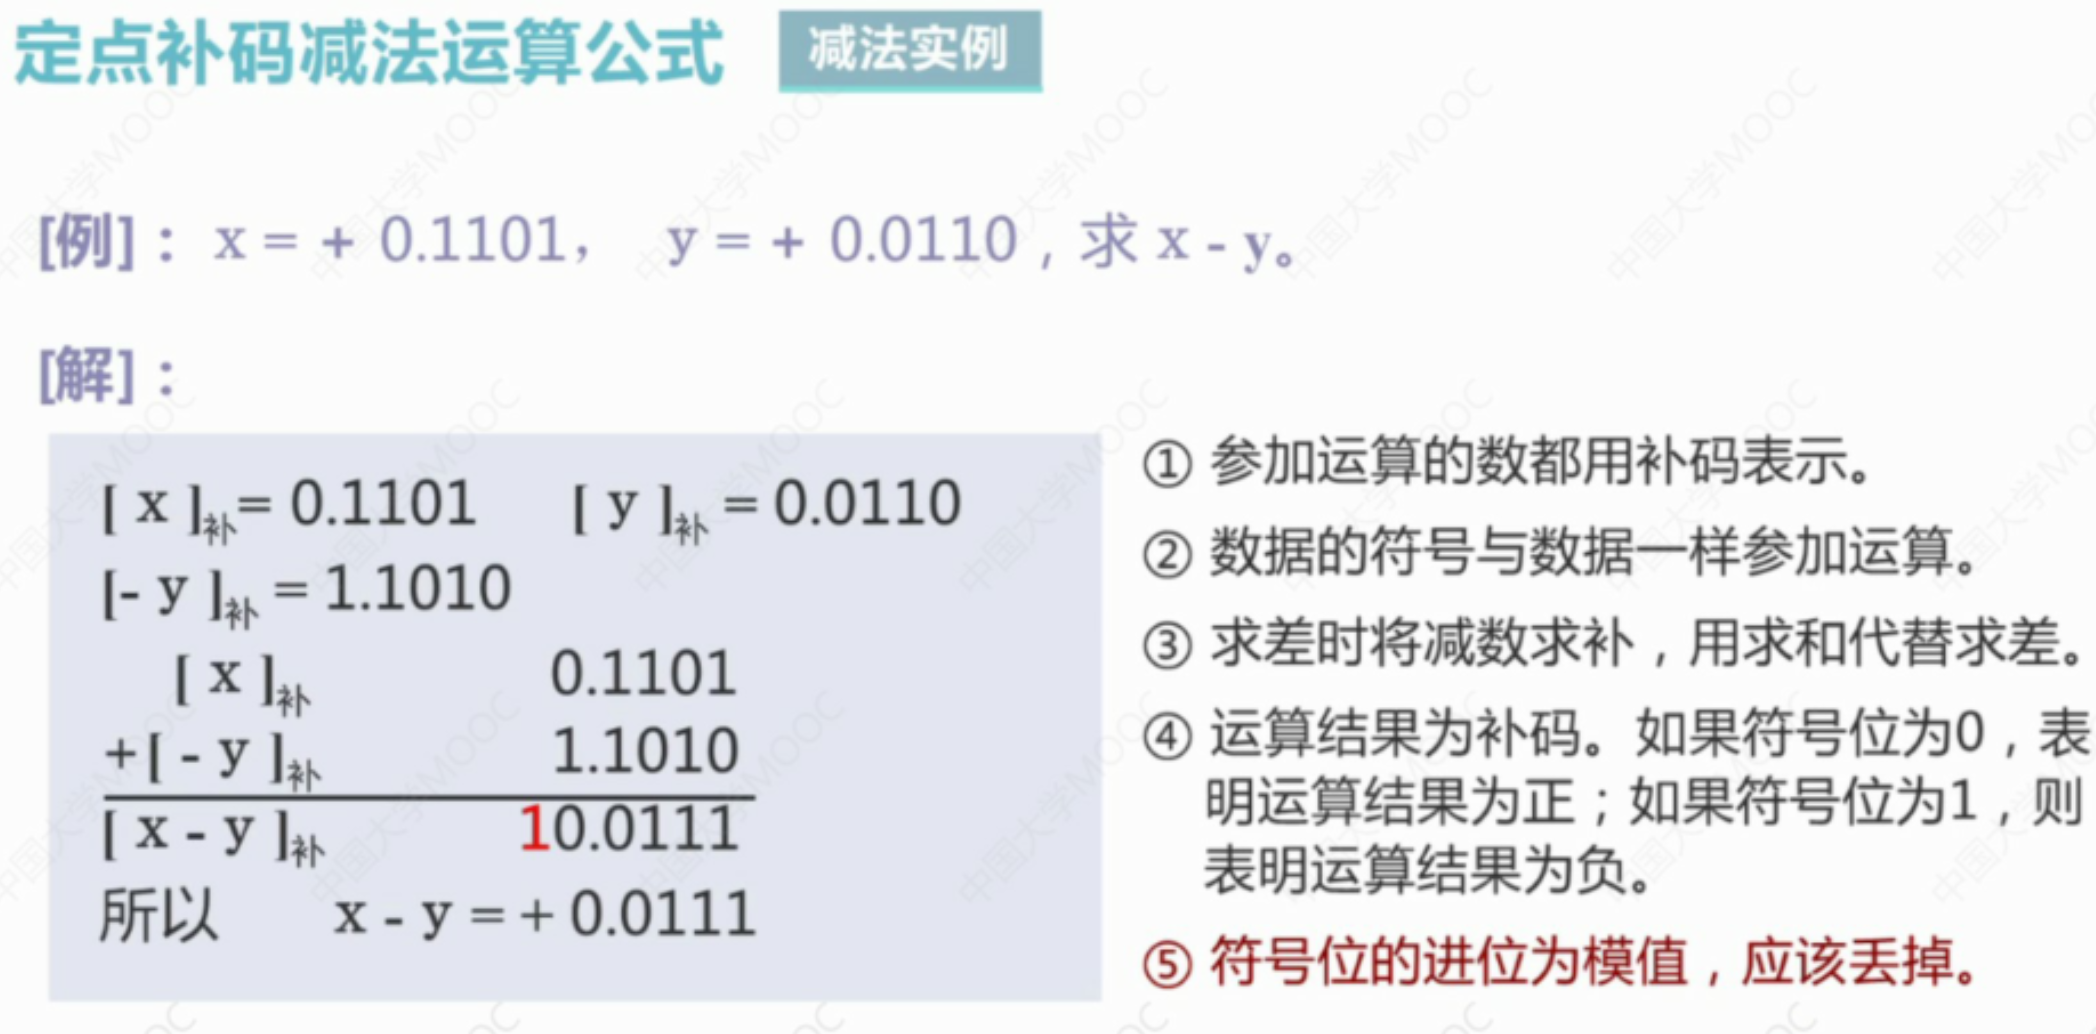 定点补码减法运算公式 减法实例
[例]：x = + 0.1101， y = + 0.0110，求 x - y。
[解]：
[ x ]补= 0.1101 [ y ]补 = 0.0110
[- y ]补 = 1.1010
[ x ]补 0.1101
+[ - y ]补 1.1010
[ x - y ]补 10.0111
所以 x - y = + 0.0111
① 参加运算的数都用补码表示。
② 数据的符号与数据一样参加运算。
③ 求差时将减数求补，用求和代替求差。
④ 运算结果为补码。如果符号位为0，表
明运算结果为正；如果符号位为1，则
表明运算结果为负。
⑤ 符号位的进位为模值，应该丢掉。
中国大学MOOC